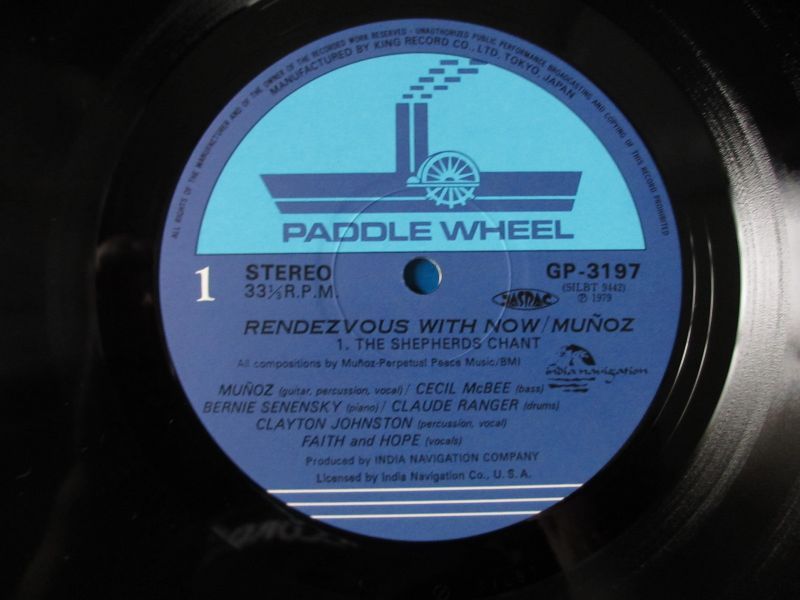 ALL RIGHTS OF THE MANUFACTURER AND OF THE OWNER OF THE RECORDED WORK RESERVED - UNAUTHORIZED PUBLIC PERFORMANCE BROADCASTING AND COPYING OF THIS RECORD PROHIBITED
MANUFACTURED BY KING RECORD CO., LTD. TOKYO, JAPAN
PADDLE WHEEL
1 STEREO GP-3197
33⅓ R.P.M. (SILBT 9442)
JASRAC ℗ 1979
RENDEZVOUS WITH NOW/MUÑOZ
1. THE SHEPHERDS CHANT
All compositions by Muñoz-Perpetual Peace Music/BMI
india navigation
MUÑOZ (guitar, percussion, vocal)/ CECIL McBEE (bass)
BERNIE SENENSKY (piano)/ CLAUDE RANGER (drums)
CLAYTON JOHNSTON (percussion, vocal)
FAITH and HOPE (vocals)
Produced by INDIA NAVIGATION COMPANY
Licensed by India Navigation Co., U. S. A.